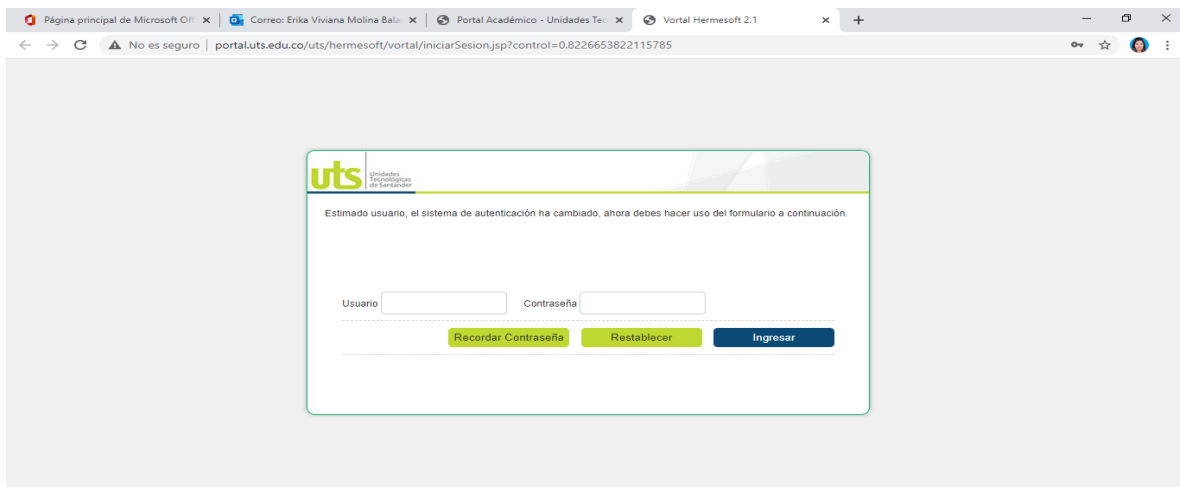 Página principal de Microsoft Of
Correo: Erika Viviana Molina Bala
Portal Académico - Unidades Tec
Vortal Hermesoft 2.1
No es seguro | portal.uts.edu.co/uts/hermesoft/vortal/iniciarSesion.jsp?control=0.8226653822115785
uts Unidades
Tecnológicas
de Santander
Estimado usuario, el sistema de autenticación ha cambiado, ahora debes hacer uso del formulario a continuación.
Usuario Contraseña
Recordar Contraseña Restablecer Ingresar